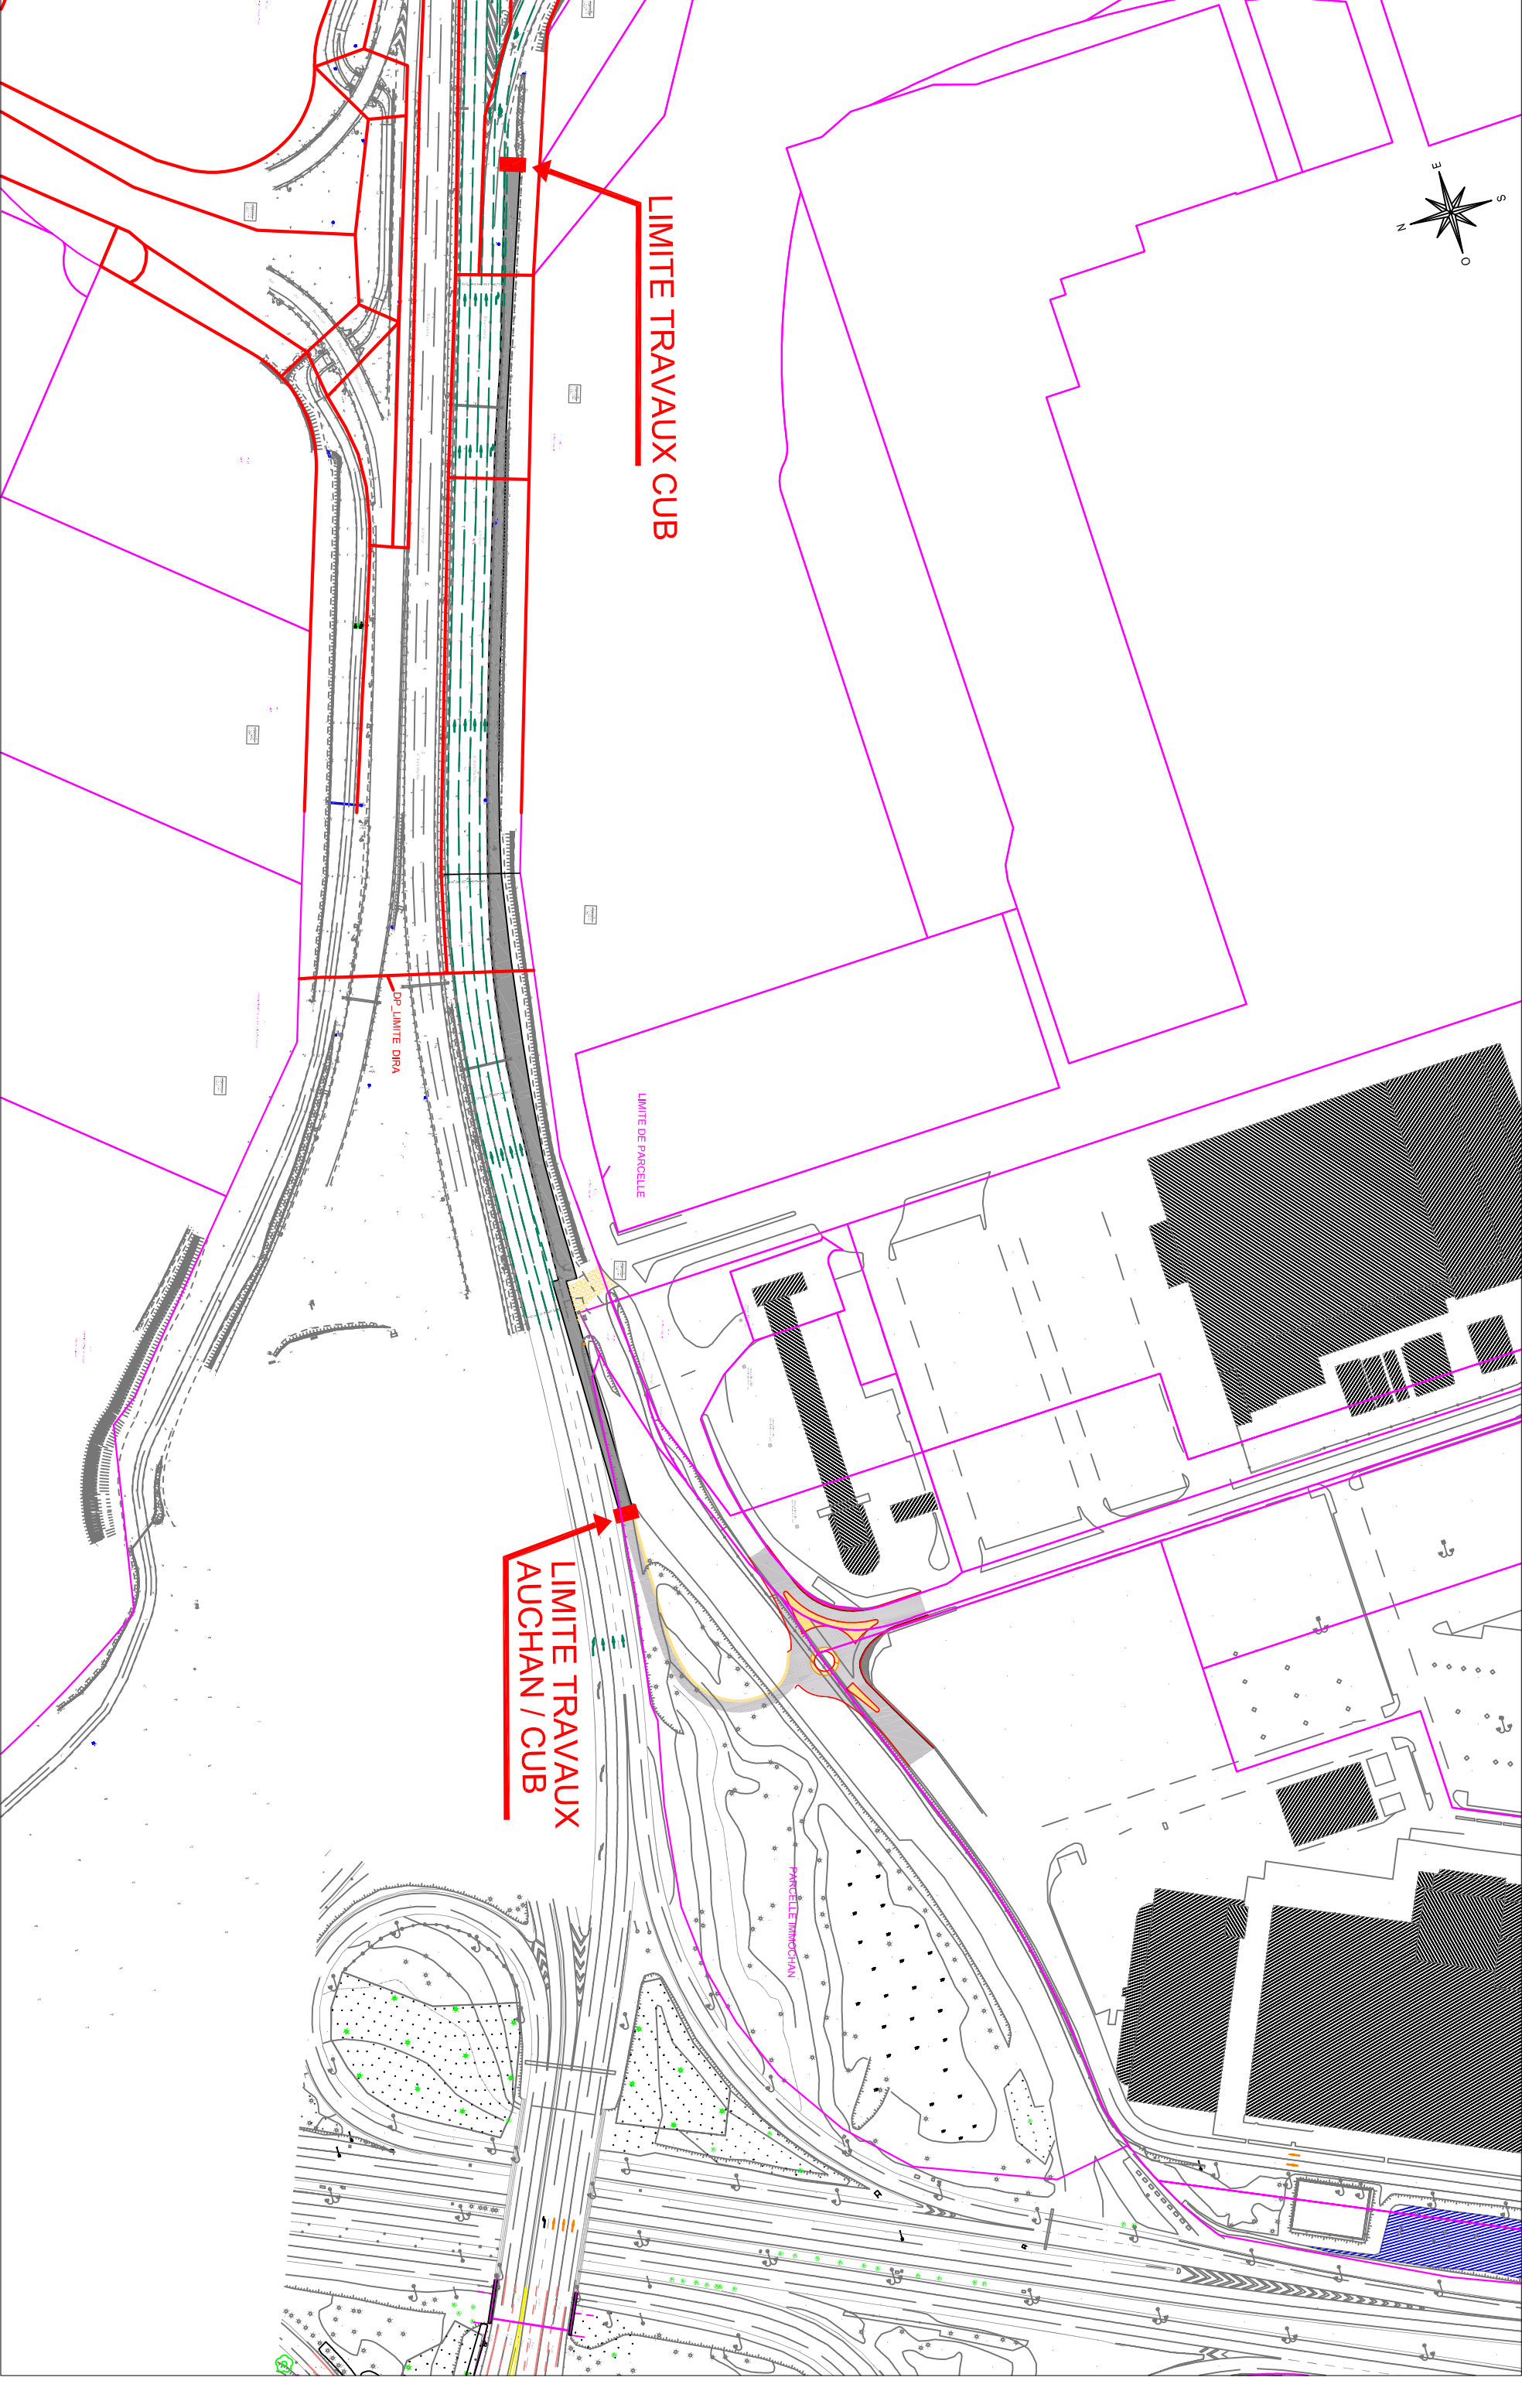 LIMITE TRAVAUX CUB
E
S
N
O
DP_LIMITE DIRA
LIMITE DE PARCELLE
LIMITE TRAVAUX
AUCHAN / CUB
PARCELLE IMMOCHAN